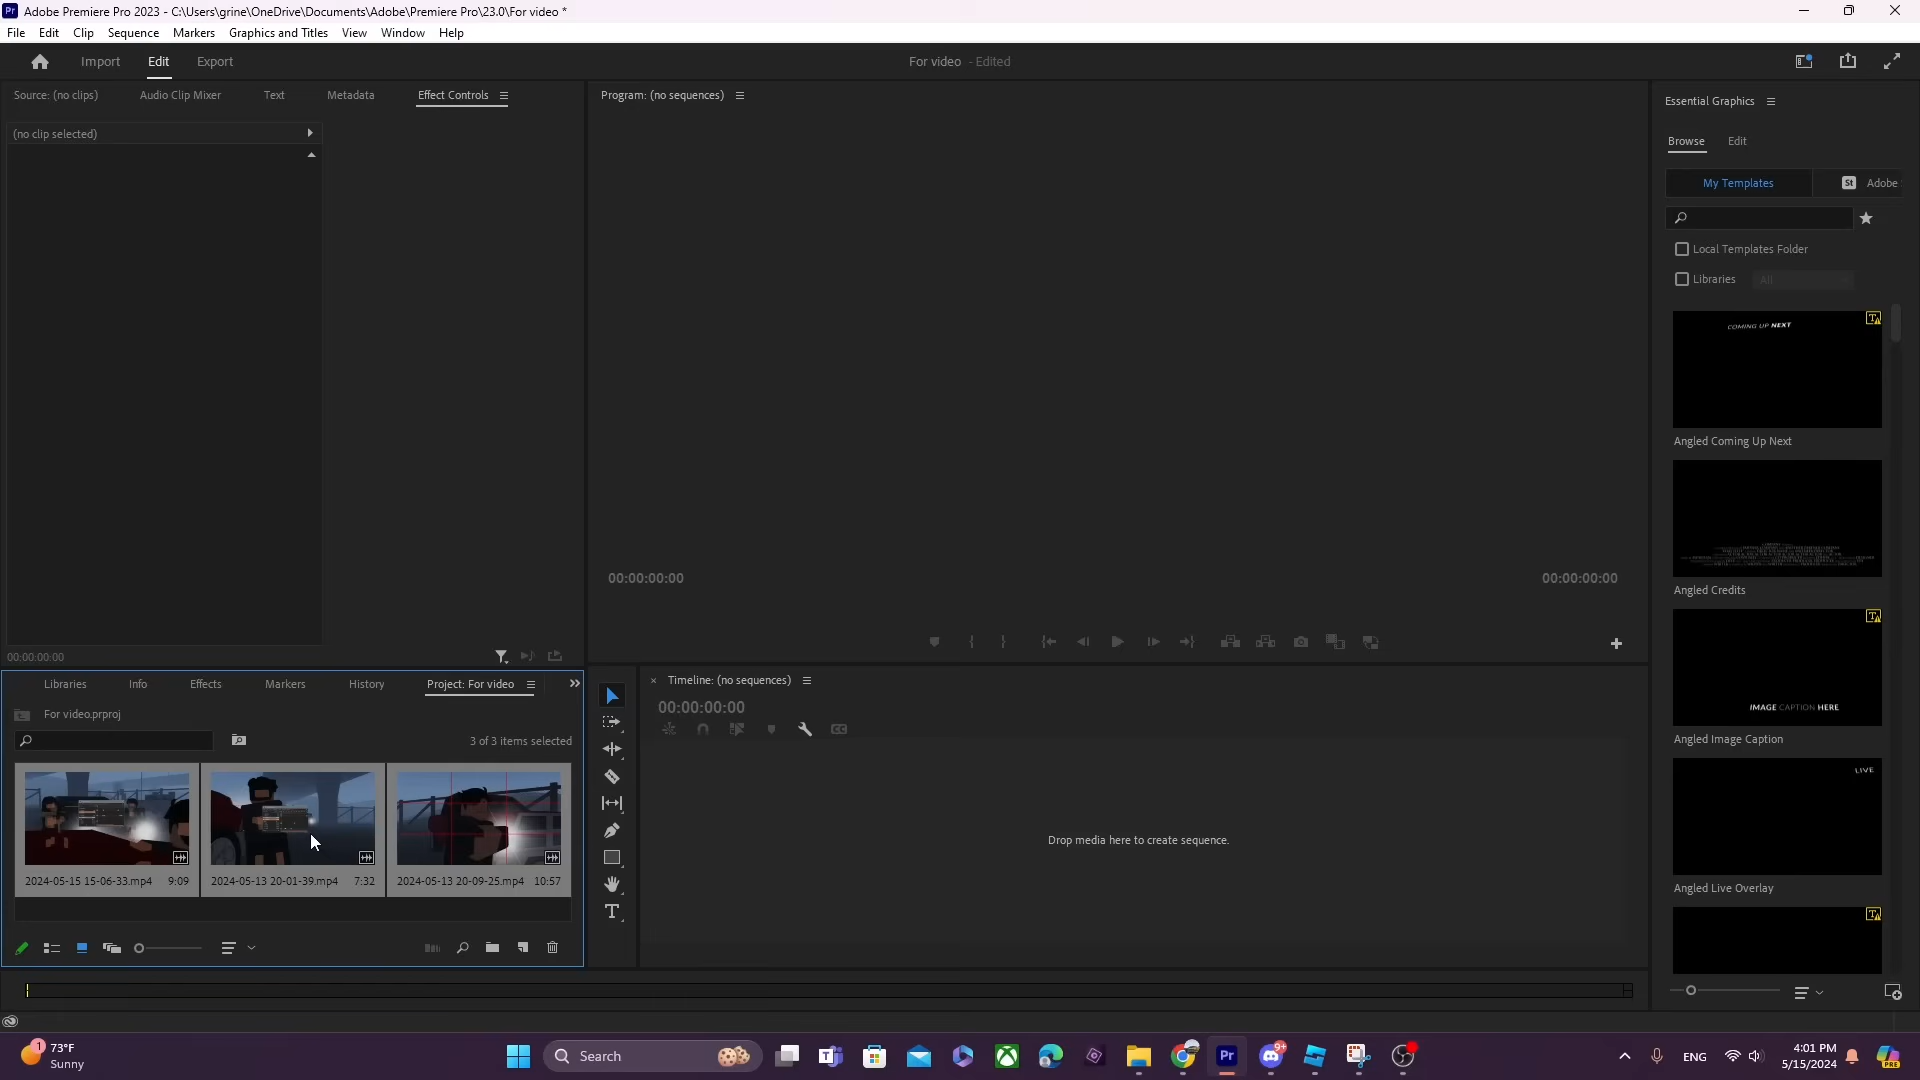 Adobe Premiere Pro 2023 - C:\Users\grine\OneDrive\Documents\Adobe\Premiere Pro\23.0\For video *
File Edit Clip Sequence Markers Graphics and Titles View Window Help
Import Edit Export For video - Edited
Source: (no clips) Audio Clip Mixer Text Metadata Effect Controls
Program: (no sequences)
Essential Graphics
(no clip selected)
Browse Edit
My Templates St Adobe
Local Templates Folder
Libraries All
COMING UP NEXT
Angled Coming Up Next
Angled Credits
00:00:00:00 00:00:00:00
00:00:00:00
IMAGE CAPTION HERE
Angled Image Caption
LIVE
Angled Live Overlay
Libraries Info Effects Markers History Project: For video
For video.prproj
3 of 3 items selected
2024-05-15 15-06-33.mp4 9:09
2024-05-13 20-01-39.mp4 7:32
2024-05-13 20-09-25.mp4 10:57
Timeline: (no sequences)
00:00:00:00
Drop media here to create sequence.
1 73°F
Sunny
Search
Pr
9+
ENG
4:01 PM
5/15/2024
PRE